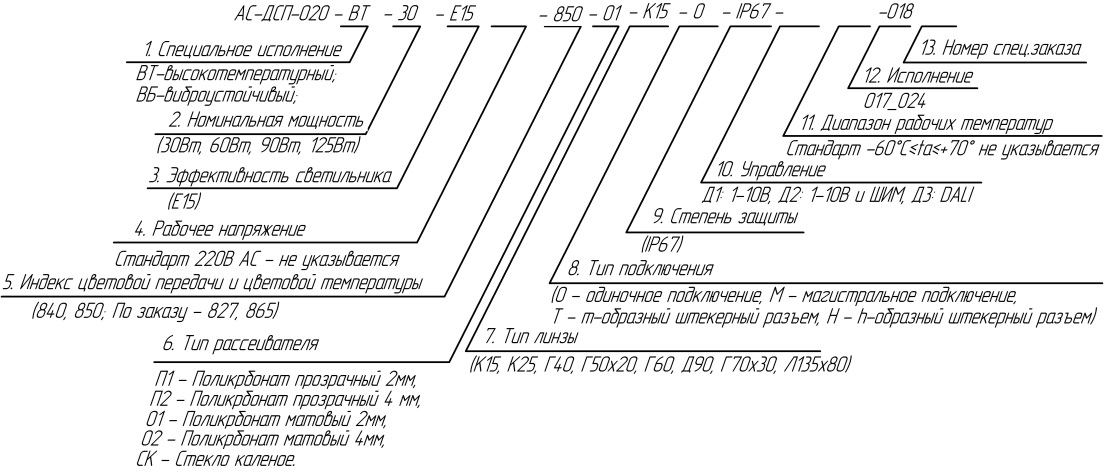 АС-ДСП-020-ВТ-30-Е15-850-01-К15-0-IP67- -018
1. Специальное исполнение
ВТ-высокотемпературный;
ВБ-виброустойчивый;
2. Номинальная мощность
(30Вт, 60Вт, 90Вт, 125Вт)
3. Эффективность светильника
(Е15)
4. Рабочее напряжение
Стандарт 220В АС - не указывается
5. Индекс цветовой передачи и цветовой температуры
(840, 850; По заказу - 827, 865)
6. Тип рассеивателя
П1 - Поликрбонат прозрачный 2мм,
П2 - Поликрбонат прозрачный 4 мм,
О1 - Поликрбонат матовый 2мм,
О2 - Поликрбонат матовый 4мм,
СК - Стекло каленое.
7. Тип линзы
(К15, К25, Г40, Г50х20, Г60, Д90, Г70х30, Л135х80)
8. Тип подключения
(О - одиночное подключение, М - магистральное подключение,
Т - т-образный штекерный разъем, Н - h-образный штекерный разъем)
9. Степень защиты
(IP67)
10. Управление
Д1: 1-10В, Д2: 1-10В и ШИМ, Д3: DALI
11. Диапазон рабочих температур
Стандарт -60°С≤ta≤+70° не указывается
12. Исполнение
017_024
13. Номер спец.заказа